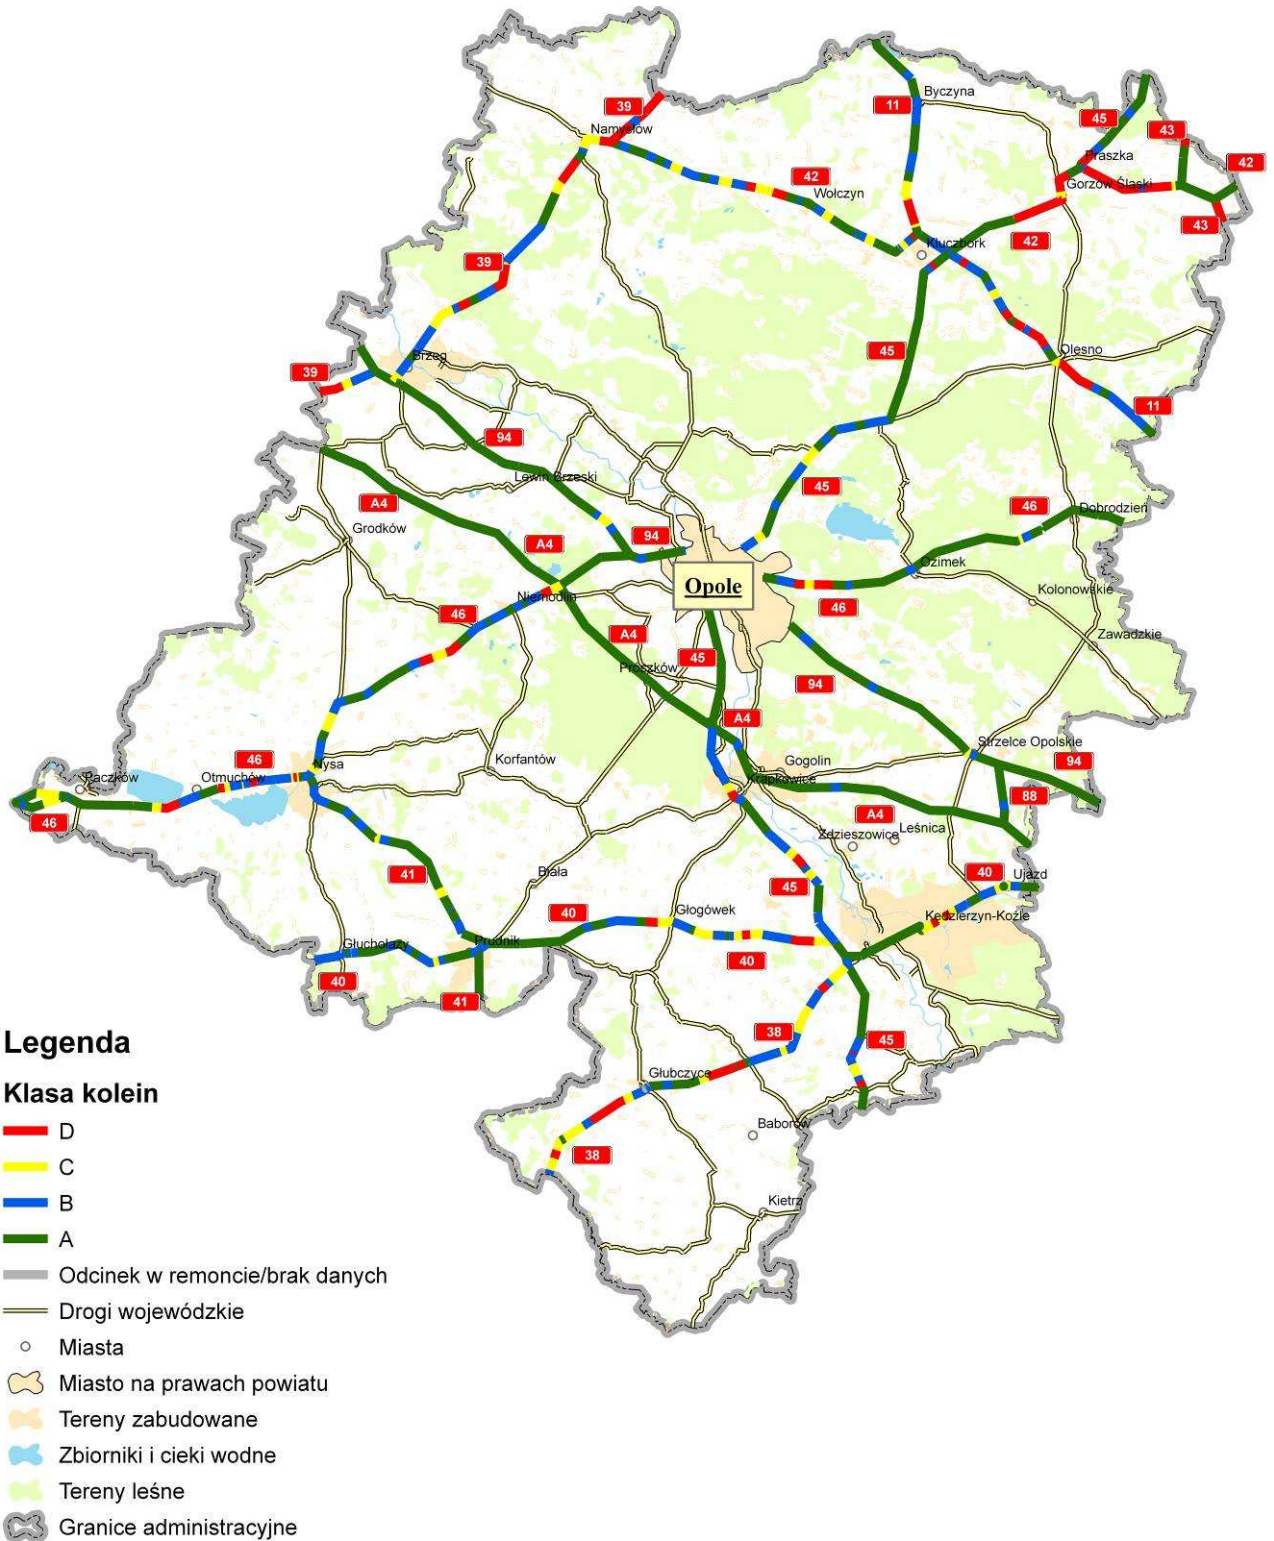 39
Namysłów
11
Byczyna
45
43
Praszka
42
42
Wołczyn
Gorzów Śląski
43
42
Kluczbork
39
45
Olesno
Brzeg
39
11
94
Lewin Brzeski
45
A4
46
Dobrodzień
Grodków
A4
94
Ozimek
Opole
Niemodlin
46
Kolonowskie
46
A4
Zawadzkie
45
Prószków
94
A4
Strzelce Opolskie
46
Nysa
Korfantów
Gogolin
94
Paczków
Otmuchów
Krapkowice
88
46
A4
Zdzieszowice
Leśnica
41
Biała
45
40
Ujazd
40
Głogówek
Kędzierzyn-Koźle
Głuchołazy
Prudnik
40
40
41
38
45
Głubczyce
Baborów
38
Kietrz
Legenda
Klasa kolein
D
C
B
A
Odcinek w remoncie/brak danych
Drogi wojewódzkie
Miasta
Miasto na prawach powiatu
Tereny zabudowane
Zbiorniki i cieki wodne
Tereny leśne
Granice administracyjne